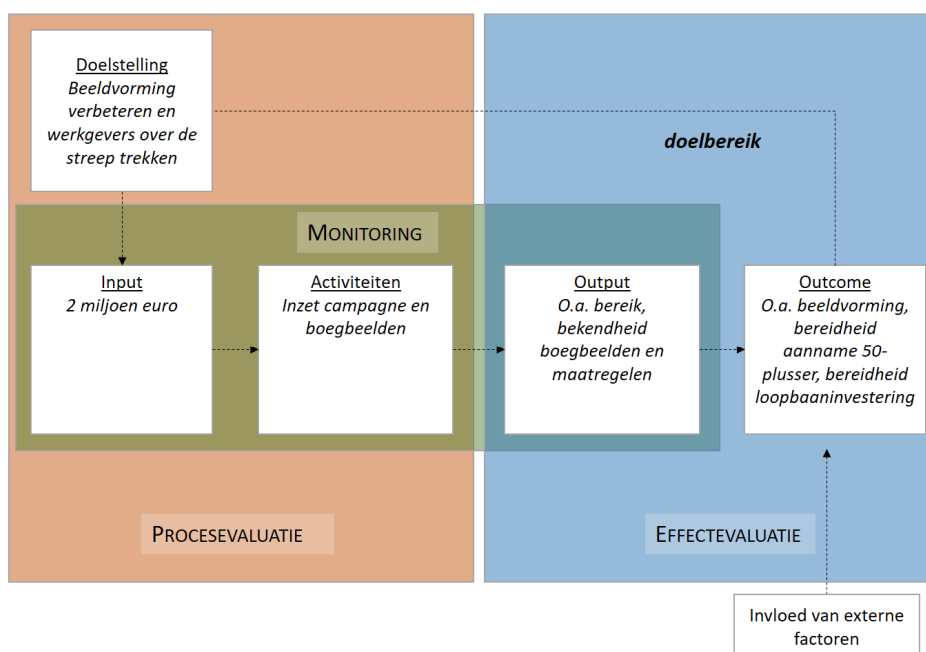 Doelstelling
Beeldvorming
verbeteren en
werkgevers over de
streep trekken
doelbereik
MONITORING
Input
2 miljoen euro
Activiteiten
Inzet campagne en
boegbeelden
Output
O.a. bereik,
bekendheid
boegbeelden en
maatregelen
Outcome
O.a. beeldvorming,
bereidheid
aanname 50-
plusser, bereidheid
loopbaaninvestering
PROCESEVALUATIE
EFFECTEVALUATIE
Invloed van externe
factoren